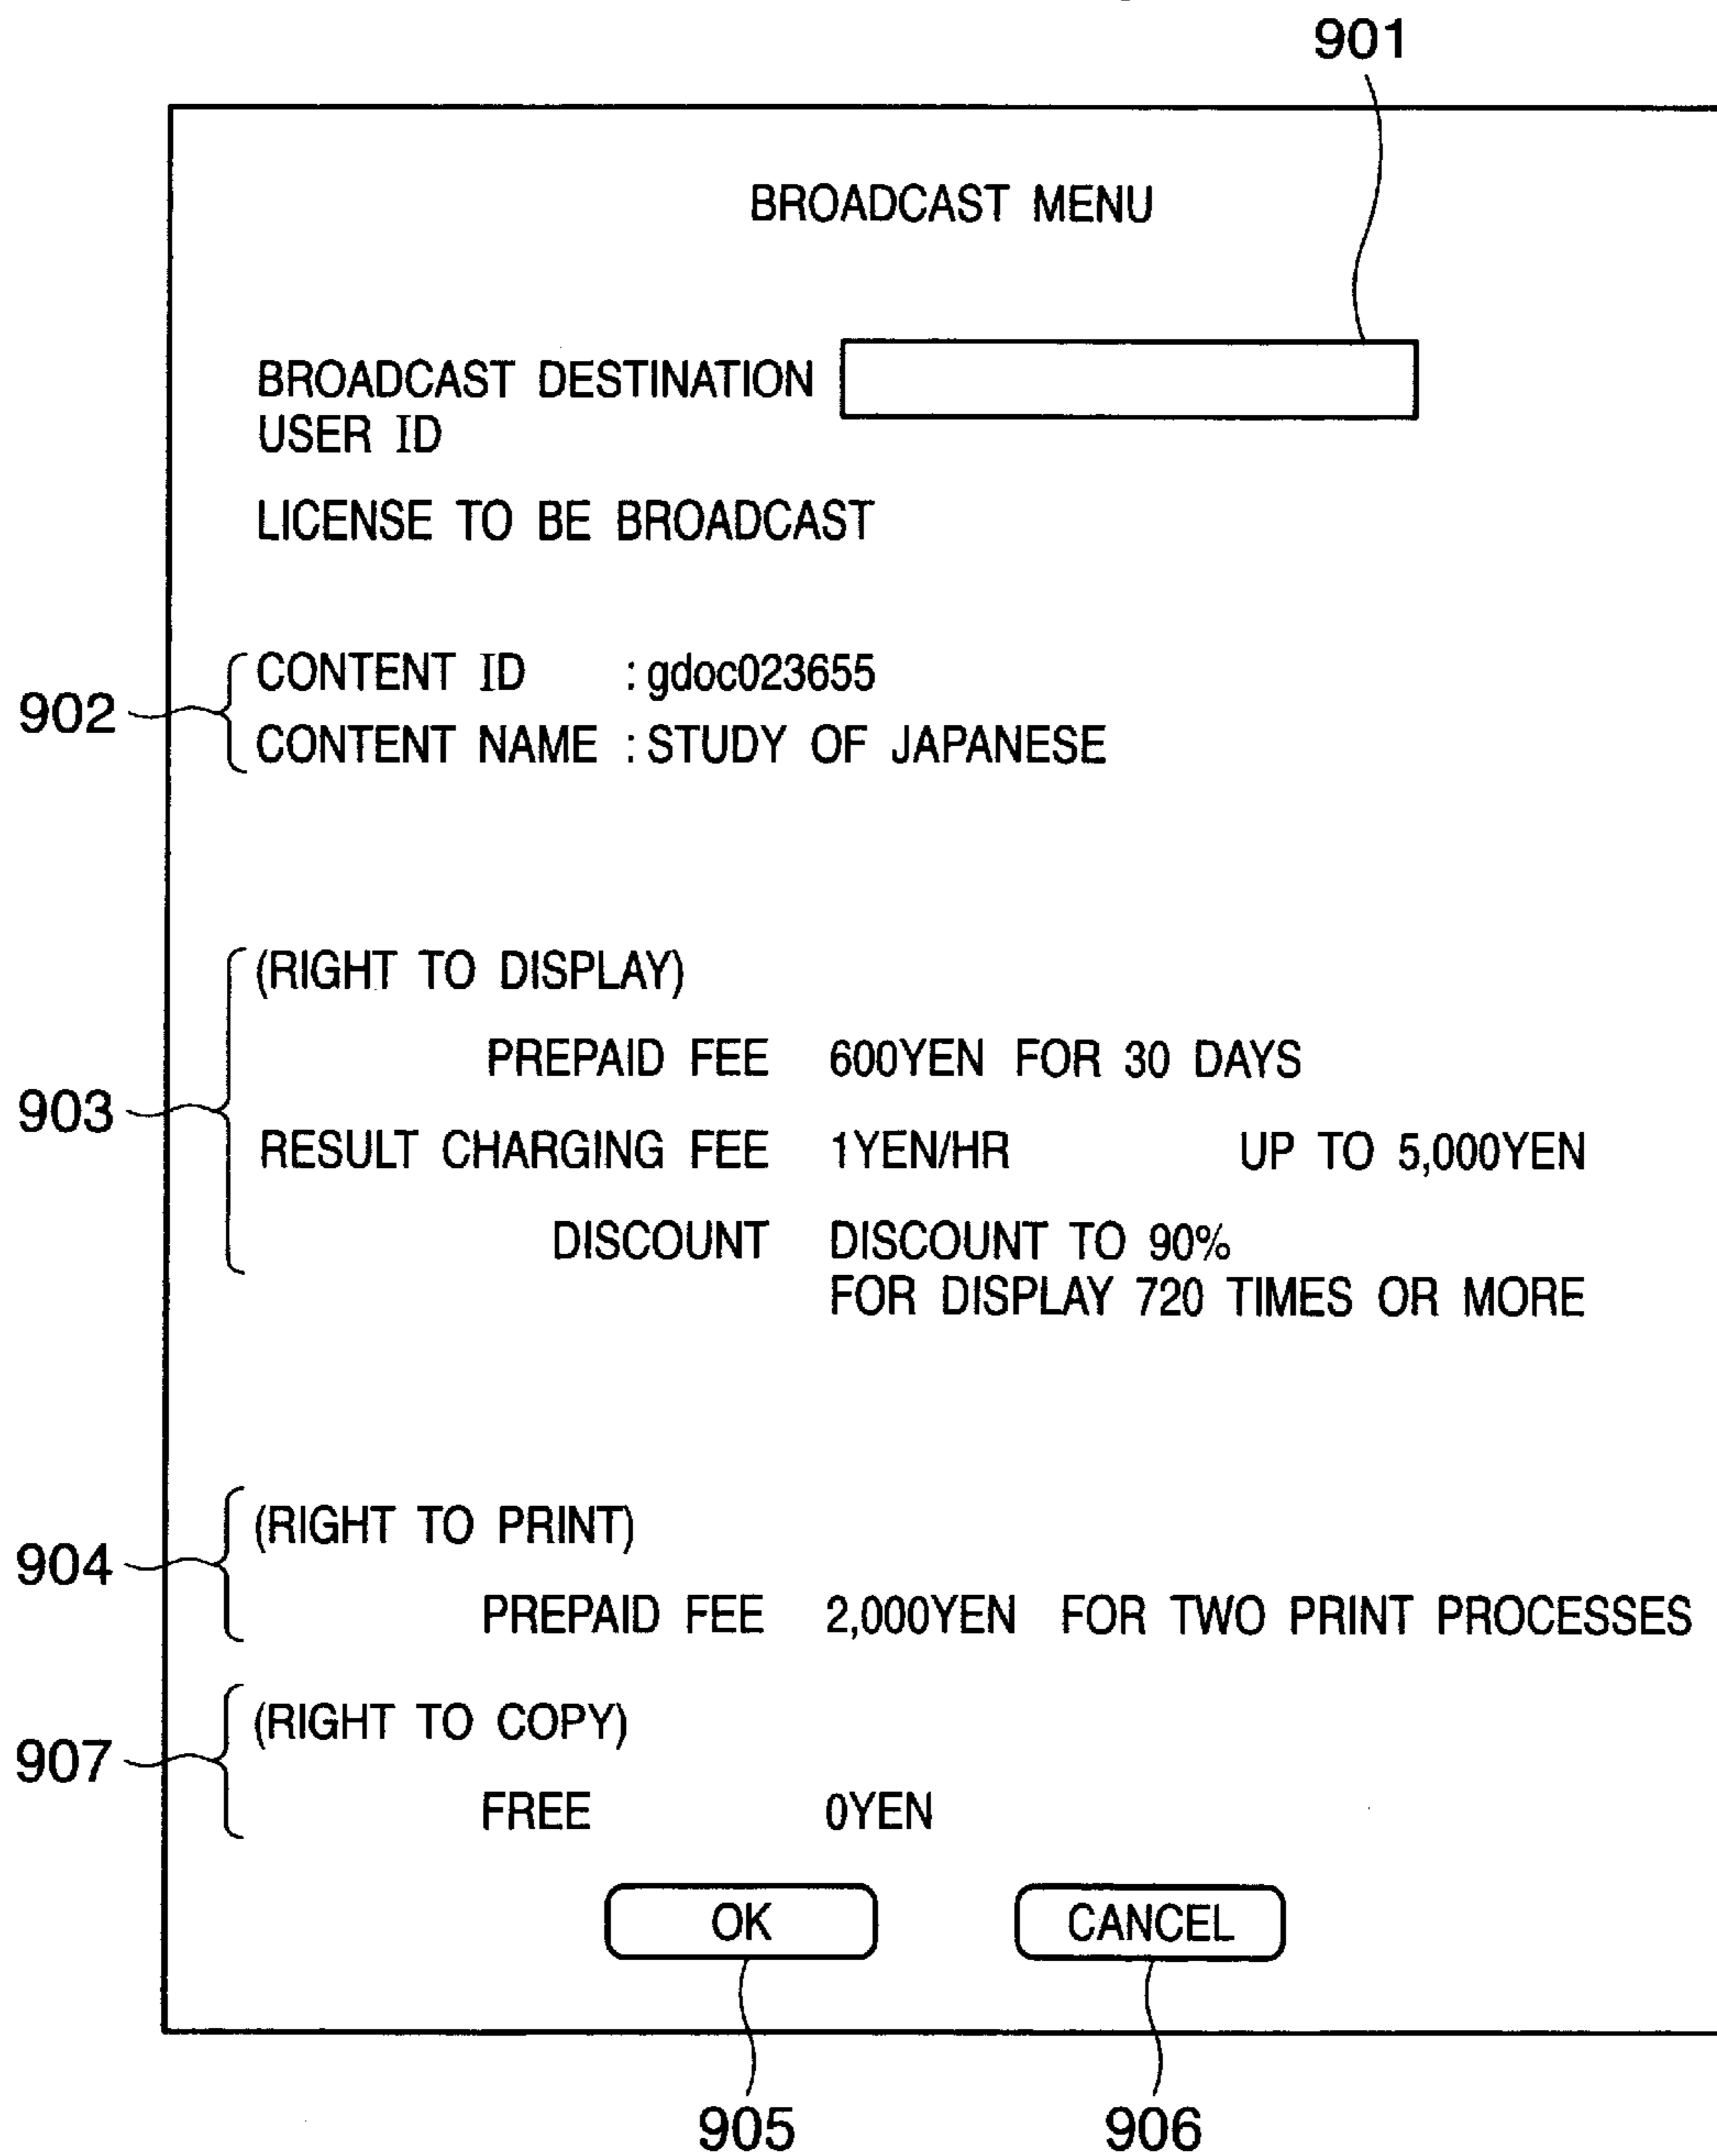 901
BROADCAST MENU
BROADCAST DESTINATION
USER ID
LICENSE TO BE BROADCAST
902
CONTENT ID : gdoc023655
CONTENT NAME : STUDY OF JAPANESE
903
(RIGHT TO DISPLAY)
PREPAID FEE 600YEN FOR 30 DAYS
RESULT CHARGING FEE 1YEN/HR UP TO 5,000YEN
DISCOUNT DISCOUNT TO 90%
FOR DISPLAY 720 TIMES OR MORE
904
(RIGHT TO PRINT)
PREPAID FEE 2,000YEN FOR TWO PRINT PROCESSES
907
(RIGHT TO COPY)
FREE 0YEN
OK CANCEL
905 906